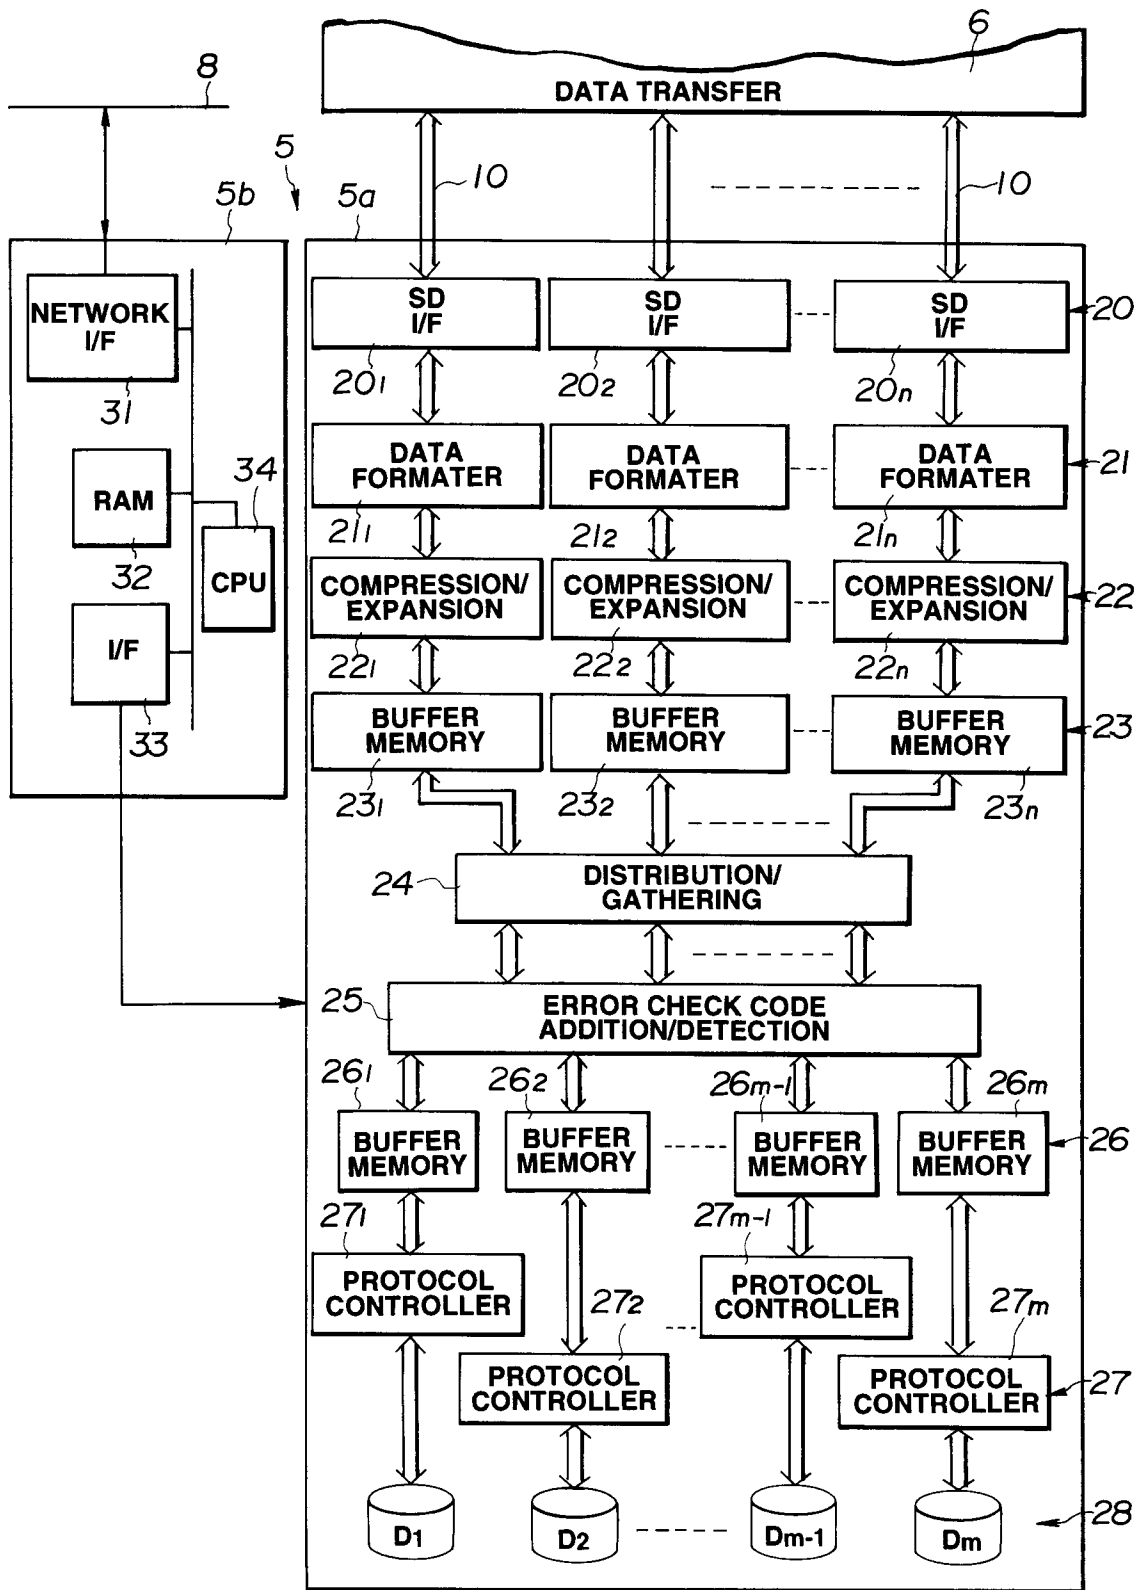 6
DATA TRANSFER
8
5
10
10
5b
5a
NETWORK
I/F
31
RAM
32
34
CPU
I/F
33
SD
I/F
SD
I/F
SD
I/F
20
201
202
20n
DATA
FORMATER
DATA
FORMATER
DATA
FORMATER
21
211
212
21n
COMPRESSION/
EXPANSION
COMPRESSION/
EXPANSION
COMPRESSION/
EXPANSION
22
221
222
22n
BUFFER
MEMORY
BUFFER
MEMORY
BUFFER
MEMORY
23
231
232
23n
24
DISTRIBUTION/
GATHERING
25
ERROR CHECK CODE
ADDITION/DETECTION
261
262
26m-1
26m
BUFFER
MEMORY
BUFFER
MEMORY
BUFFER
MEMORY
BUFFER
MEMORY
26
271
27m-1
PROTOCOL
CONTROLLER
PROTOCOL
CONTROLLER
272
27m
PROTOCOL
CONTROLLER
PROTOCOL
CONTROLLER
27
D1
D2
Dm-1
Dm
28